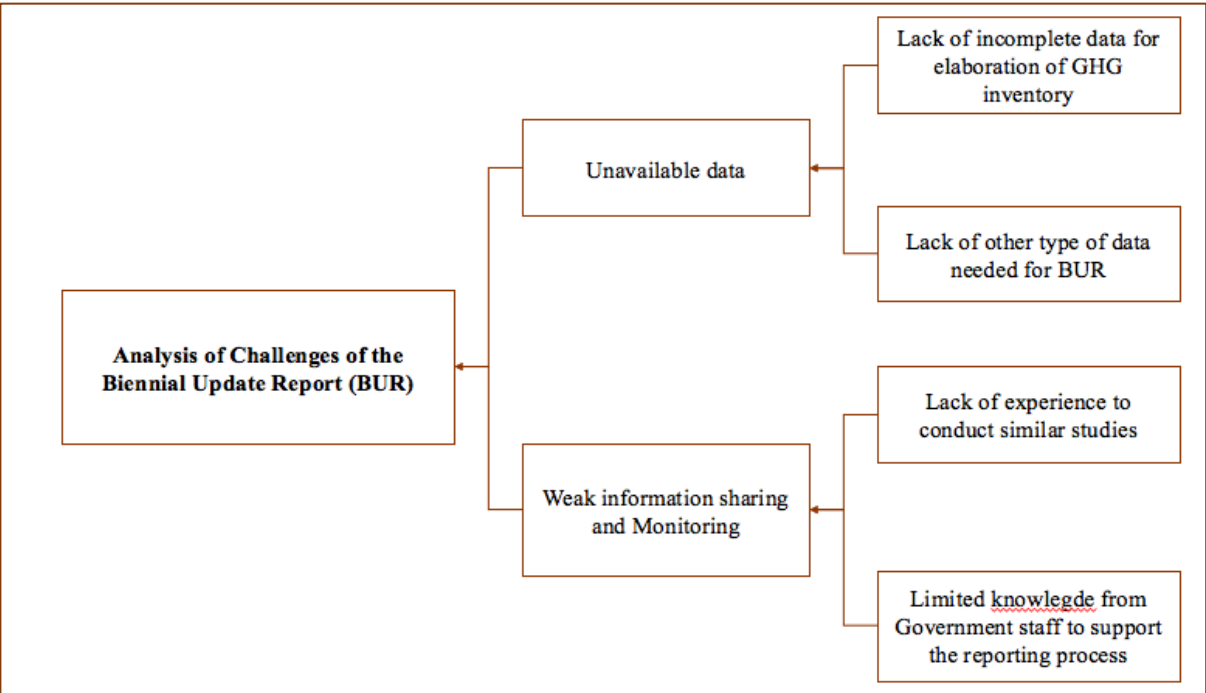 Lack of incomplete data for
elaboration of GHG
inventory
Unavailable data
Lack of other type of data
needed for BUR
Analysis of Challenges of the
Biennial Update Report (BUR)
Lack of experience to
conduct similar studies
Weak information sharing
and Monitoring
Limited knowlegde from
Government staff to support
the reporting process